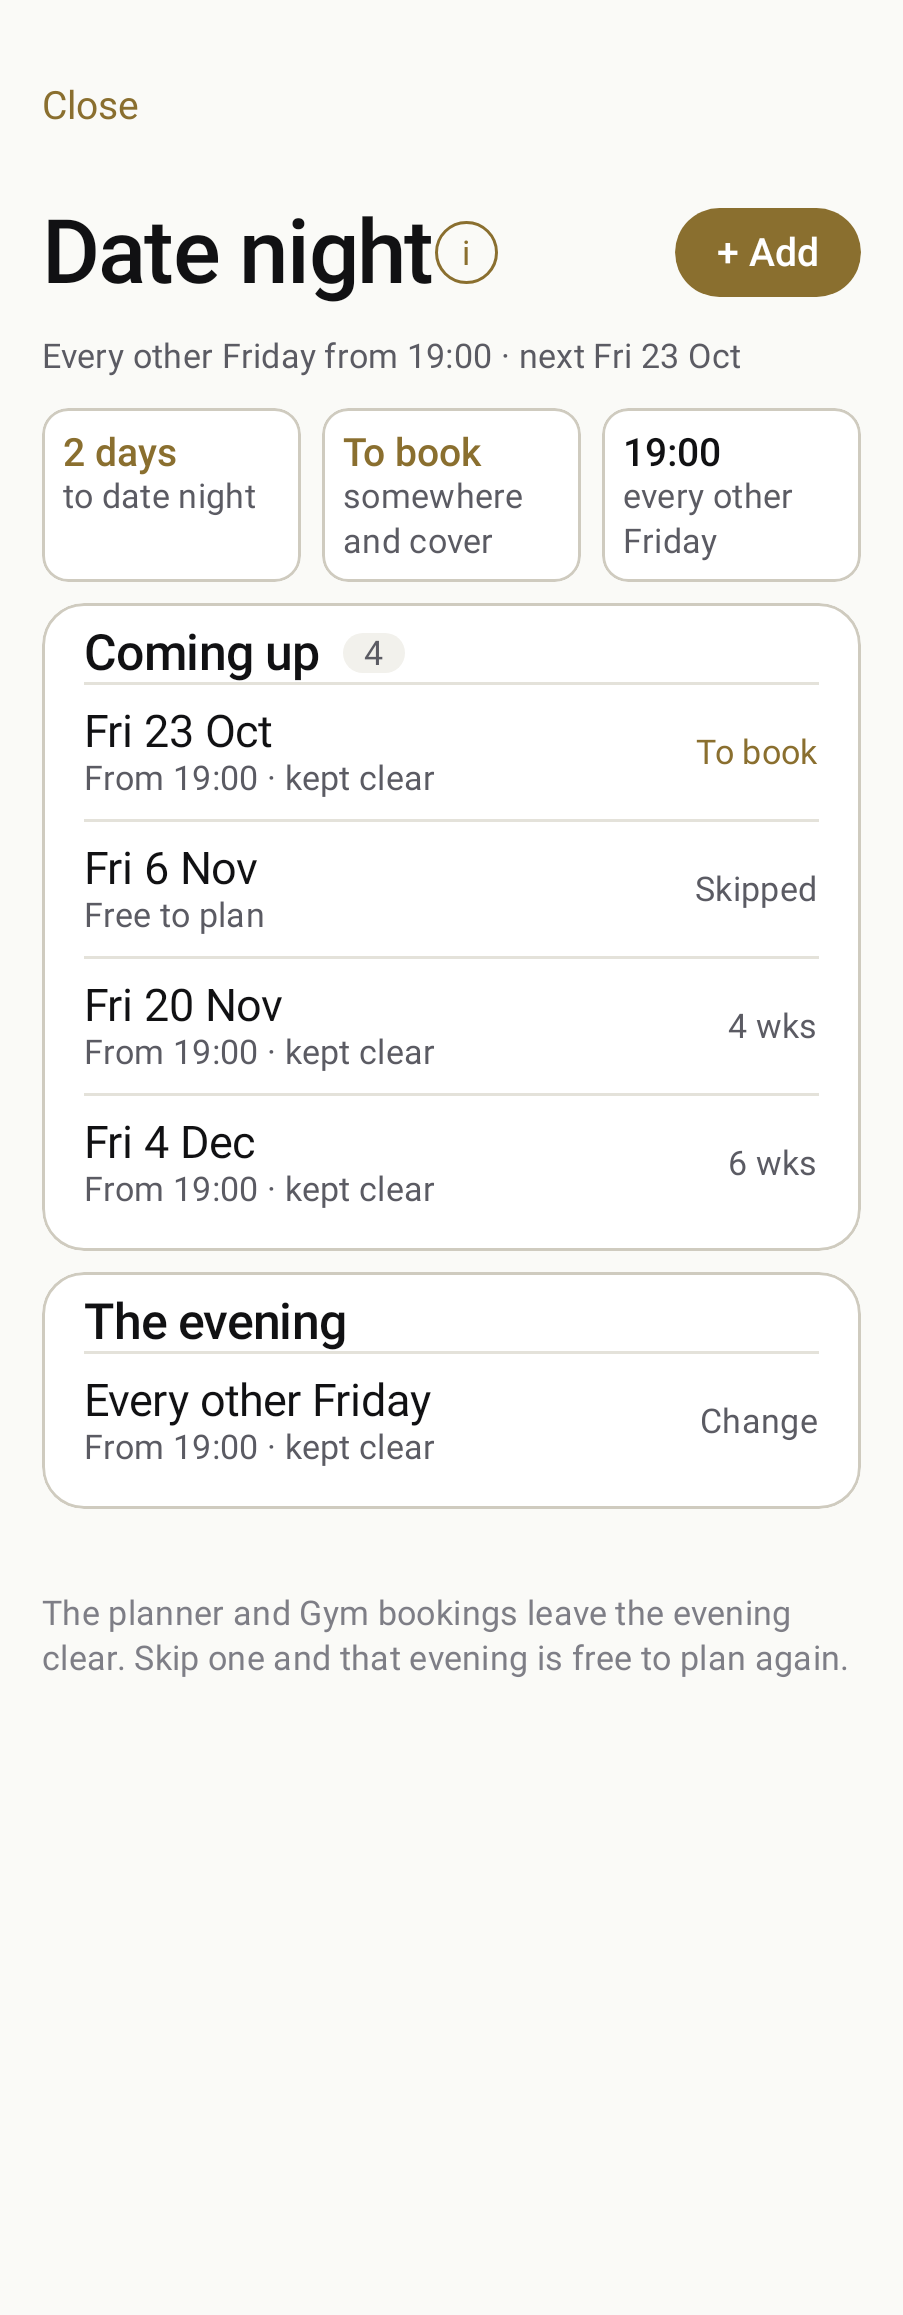 Close
Date night i
+ Add
Every other Friday from 19:00 · next Fri 23 Oct
2 days
to date night
To book
somewhere
and cover
19:00
every other
Friday
Coming up 4
Fri 23 Oct
From 19:00 · kept clear
To book
Fri 6 Nov
Free to plan
Skipped
Fri 20 Nov
From 19:00 · kept clear
4 wks
Fri 4 Dec
From 19:00 · kept clear
6 wks
The evening
Every other Friday
From 19:00 · kept clear
Change
The planner and Gym bookings leave the evening
clear. Skip one and that evening is free to plan again.